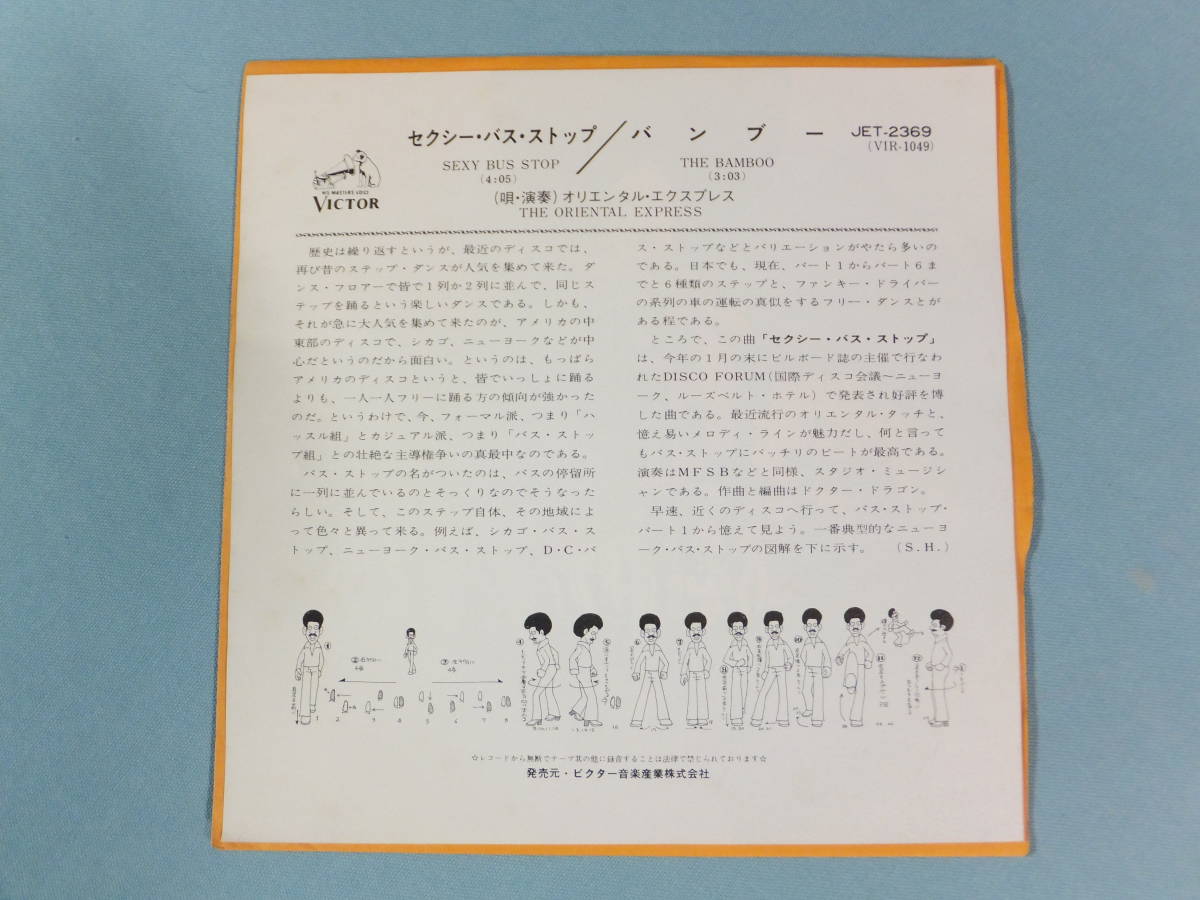 セクシー・バス・ストップ／バンブー
JET-2369
(VIR-1049)
SEXY BUS STOP
(4:05)
THE BAMBOO
(3:03)
HIS MASTER'S VOICE
VICTOR
(唄・演奏)オリエンタル・エクスプレス
THE ORIENTAL EXPRESS
歴史は繰り返すというが、最近のディスコでは、
再び昔のステップ・ダンスが人気を集めて来た。ダ
ンス・フロアーで皆で1列か2列に並んで、同じス
テップを踊るという楽しいダンスである。しかも、
それが急に大人気を集めて来たのが、アメリカの中
東部のディスコで、シカゴ、ニューヨークなどが中
心だというのだから面白い。というのは、もっぱら
アメリカのディスコというと、皆でいっしょに踊る
よりも、一人一人フリーに踊る方の傾向が強かった
のだ。というわけで、今、フォーマル派、つまり「ハ
ッスル組」とカジュアル派、つまり「バス・ストッ
プ組」との壮絶な主導権争いの真最中なのである。
バス・ストップの名がついたのは、バスの停留所
に一列に並んでいるのとそっくりなのでそうなった
らしい。そして、このステップ自体、その地域によ
って色々と異って来る。例えば、シカゴ・バス・ス
トップ、ニューヨーク・バス・ストップ、D・C・バ
ス・ストップなどとバリエーションがやたら多いの
である。日本でも、現在、パート1からパート6ま
でと6種類のステップと、ファンキー・ドライバー
の系列の車の運転の真似をするフリー・ダンスとが
ある程である。
ところで、この曲「セクシー・バス・ストップ」
は、今年の1月の末にビルボード誌の主催で行なわ
れたDISCO FORUM(国際ディスコ会議〜ニューヨ
ーク、ルーズベルト・ホテル)で発表され好評を博
した曲である。最近流行のオリエンタル・タッチと、
憶え易いメロディ・ラインが魅力だし、何と言って
もバス・ストップにバッチリのビートが最高である。
演奏はMFSBなどと同様、スタジオ・ミュージシ
ャンである。作曲と編曲はドクター・ドラゴン。
早速、近くのディスコへ行って、バス・ストップ・
パート1から憶えて見よう。一番典型的なニューヨ
ーク・バス・ストップの図解を下に示す。 (S.H.)
1 2 3 4 5 6 7 8
☆レコードから無断でテープ其の他に録音することは法律で禁じられております☆
発売元・ビクター音楽産業株式会社